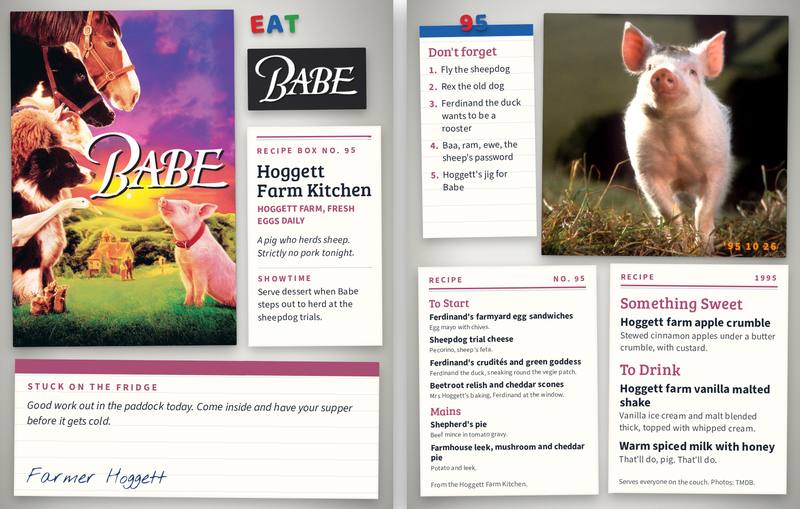 EAT
BABE
BABE
RECIPE BOX NO. 95
Hoggett
Farm Kitchen
HOGGETT FARM, FRESH
EGGS DAILY
A pig who herds sheep.
Strictly no pork tonight.
SHOWTIME
Serve dessert when Babe
steps out to herd at the
sheepdog trials.
STUCK ON THE FRIDGE
Good work out in the paddock today. Come inside and have your supper
before it gets cold.
Farmer Hoggett
95
Don't forget
1. Fly the sheepdog
2. Rex the old dog
3. Ferdinand the duck
wants to be a
rooster
4. Baa, ram, ewe, the
sheep's password
5. Hoggett's jig for
Babe
'95 10 26
RECIPE NO. 95
To Start
Ferdinand's farmyard egg sandwiches
Egg mayo with chives.
Sheepdog trial cheese
Pecorino, sheep's feta.
Ferdinand's crudités and green goddess
Ferdinand the duck, sneaking round the vegie patch.
Beetroot relish and cheddar scones
Mrs Hoggett's baking, Ferdinand at the window.
Mains
Shepherd's pie
Beef mince in tomato gravy.
Farmhouse leek, mushroom and cheddar
pie
Potato and leek.
From the Hoggett Farm Kitchen.
RECIPE 1995
Something Sweet
Hoggett farm apple crumble
Stewed cinnamon apples under a butter
crumble, with custard.
To Drink
Hoggett farm vanilla malted
shake
Vanilla ice cream and malt blended
thick, topped with whipped cream.
Warm spiced milk with honey
That'll do, pig. That'll do.
Serves everyone on the couch. Photos: TMDB.